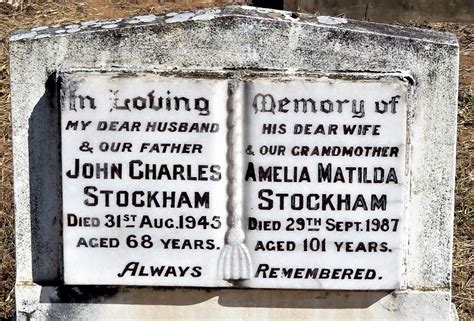 In Loving Memory of
MY DEAR HUSBAND
& OUR FATHER
JOHN CHARLES
STOCKHAM
DIED 31ST AUG. 1945
AGED 68 YEARS.
HIS DEAR WIFE
& OUR GRANDMOTHER
AMELIA MATILDA
STOCKHAM
DIED 29TH SEPT. 1987
AGED 101 YEARS.
ALWAYS REMEMBERED.